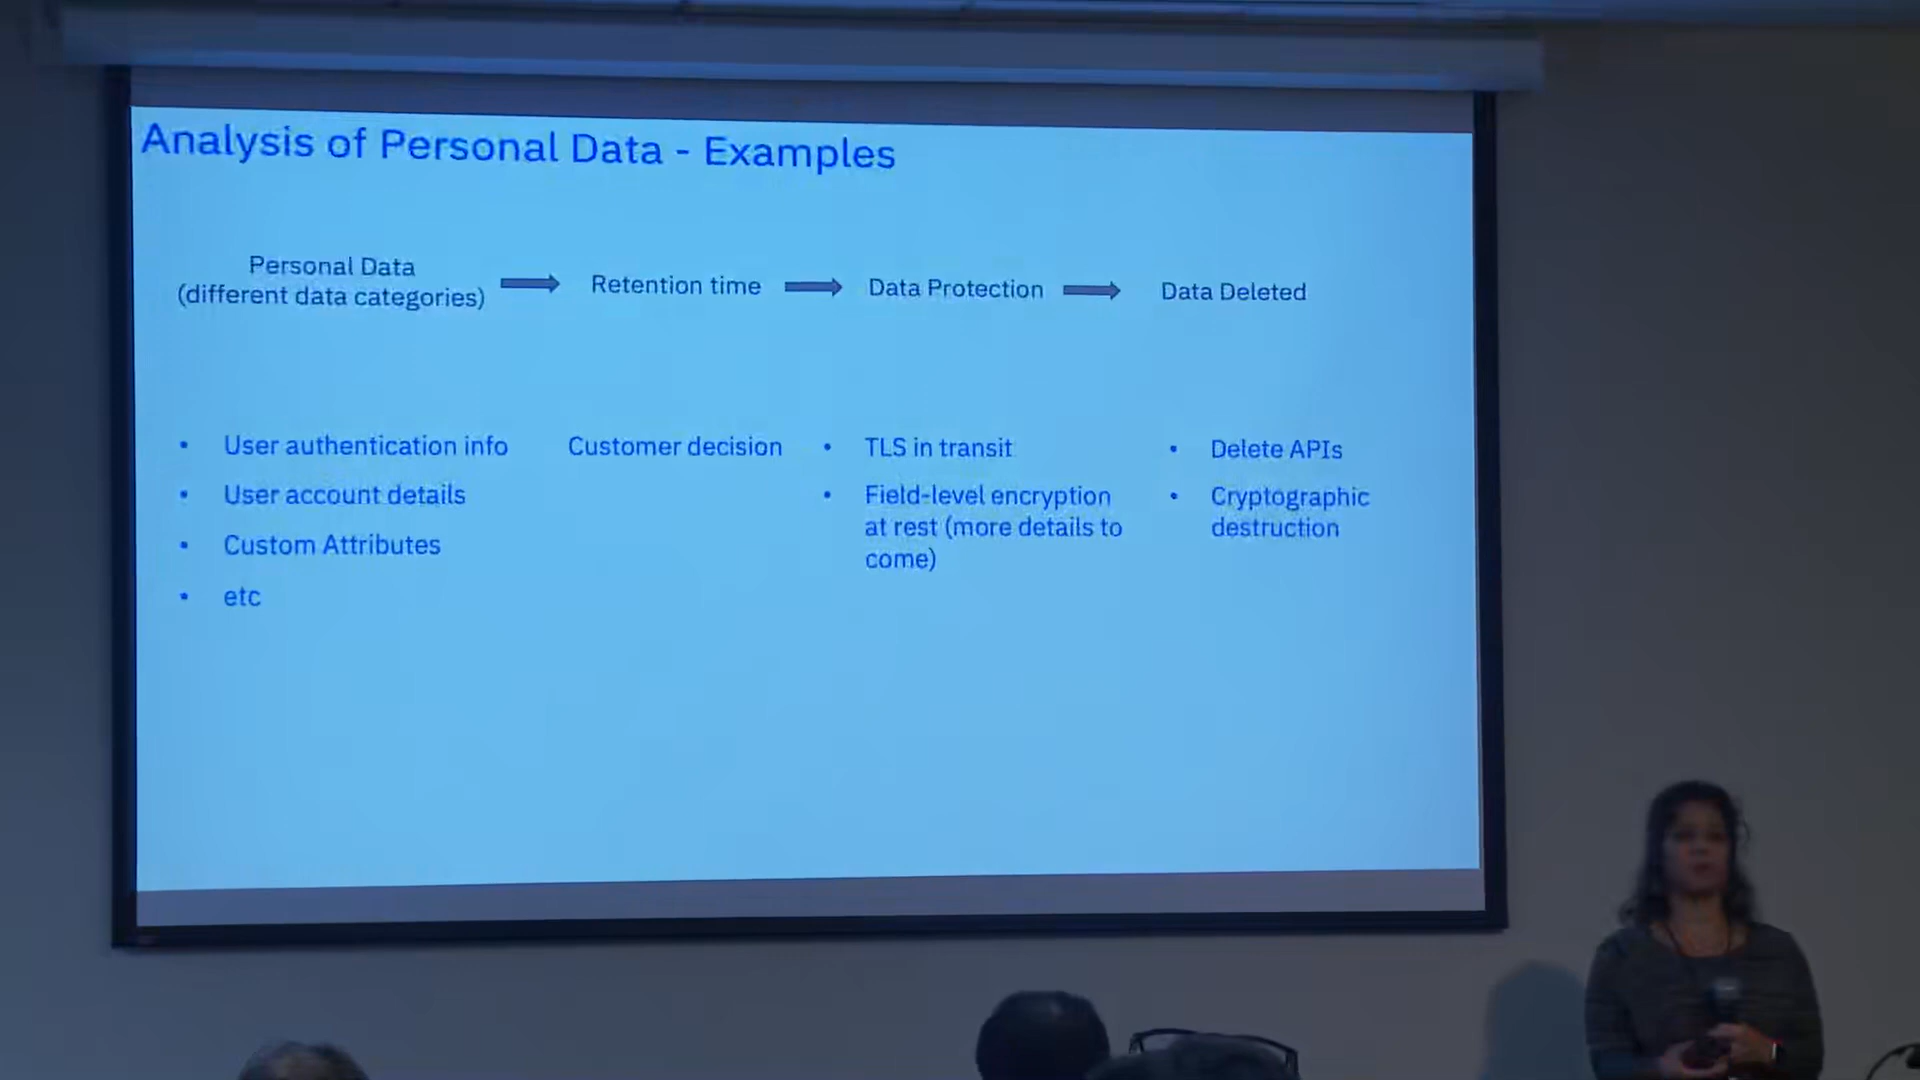 Analysis of Personal Data - Examples
Personal Data
(different data categories)
Retention time
Data Protection
Data Deleted
• User authentication info
• User account details
• Custom Attributes
• etc
Customer decision
• TLS in transit
• Field-level encryption
at rest (more details to
come)
• Delete APIs
• Cryptographic
destruction